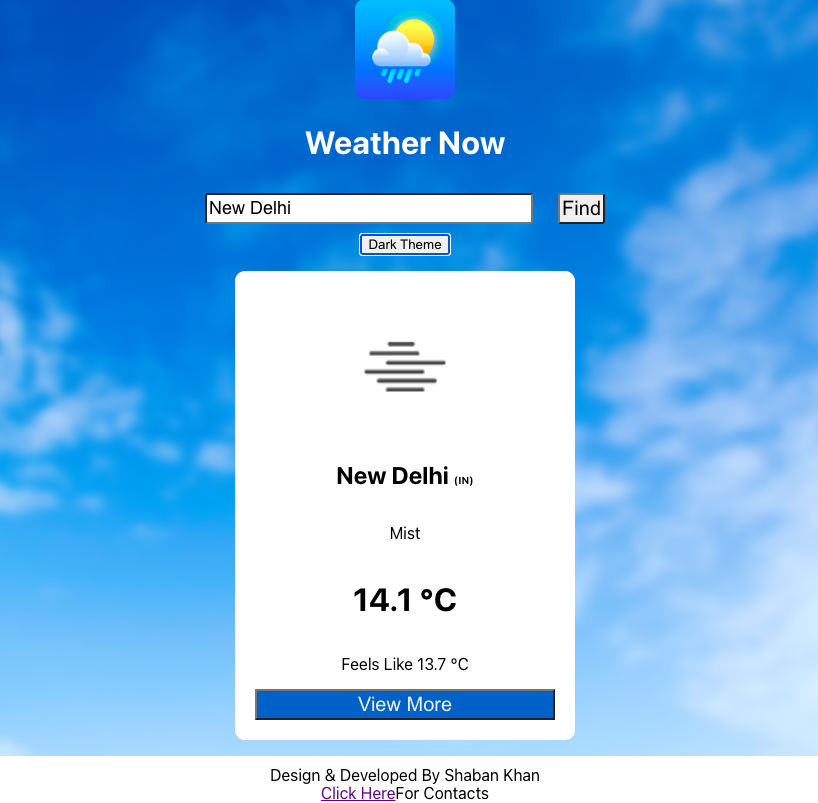 Weather Now
New Delhi
Find
Dark Theme
New Delhi (IN)
Mist
14.1 °C
Feels Like 13.7 °C
View More
Design & Developed By Shaban Khan
Click HereFor Contacts